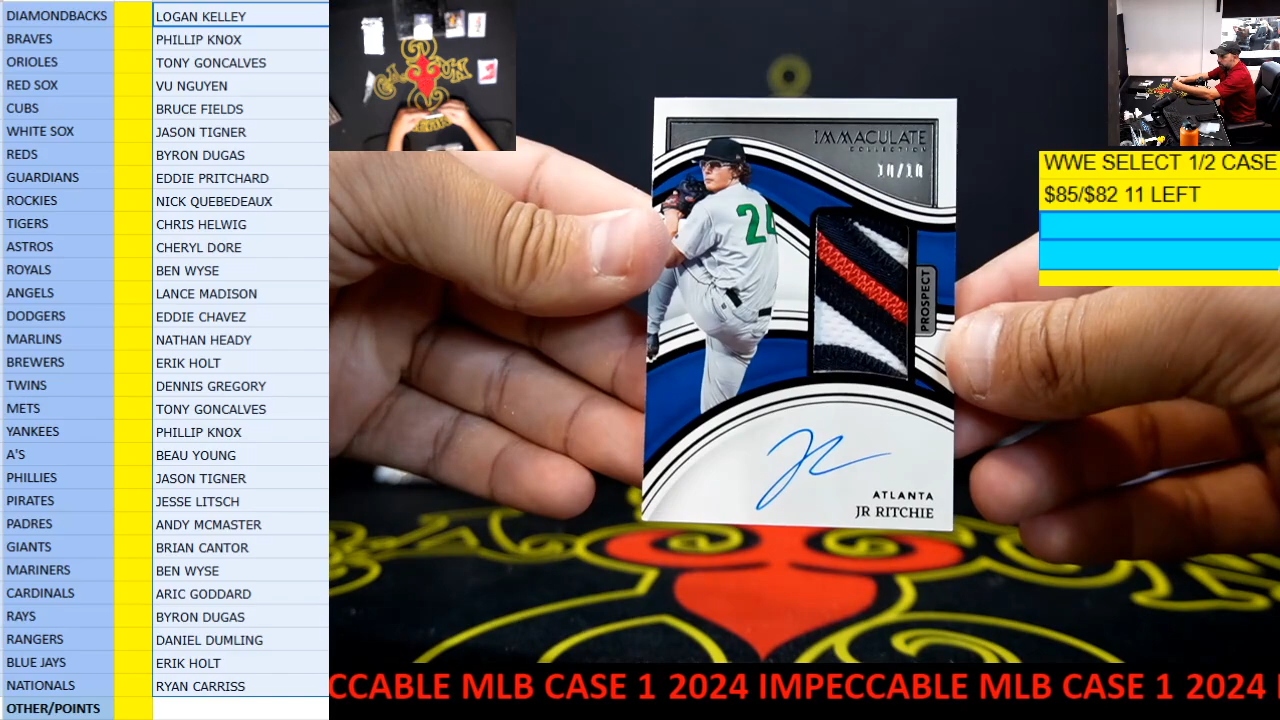 DIAMONDBACKS LOGAN KELLEY
BRAVES PHILLIP KNOX
ORIOLES TONY GONCALVES
RED SOX VU NGUYEN
CUBS BRUCE FIELDS
WHITE SOX JASON TIGNER
REDS BYRON DUGAS
GUARDIANS EDDIE PRITCHARD
ROCKIES NICK QUEBEDEAUX
TIGERS CHRIS HELWIG
ASTROS CHERYL DORE
ROYALS BEN WYSE
ANGELS LANCE MADISON
DODGERS EDDIE CHAVEZ
MARLINS NATHAN HEADY
BREWERS ERIK HOLT
TWINS DENNIS GREGORY
METS TONY GONCALVES
YANKEES PHILLIP KNOX
A'S BEAU YOUNG
PHILLIES JASON TIGNER
PIRATES JESSE LITSCH
PADRES ANDY MCMASTER
GIANTS BRIAN CANTOR
MARINERS BEN WYSE
CARDINALS ARIC GODDARD
RAYS BYRON DUGAS
RANGERS DANIEL DUMLING
BLUE JAYS ERIK HOLT
NATIONALS RYAN CARRISS
OTHER/POINTS
IMMACULATE
COLLECTION
10/10
24
PROSPECT
ATLANTA
JR RITCHIE
WWE SELECT 1/2 CASE
$85/$82 11 LEFT
CCABLE MLB CASE 1 2024 IMPECCABLE MLB CASE 1 2024